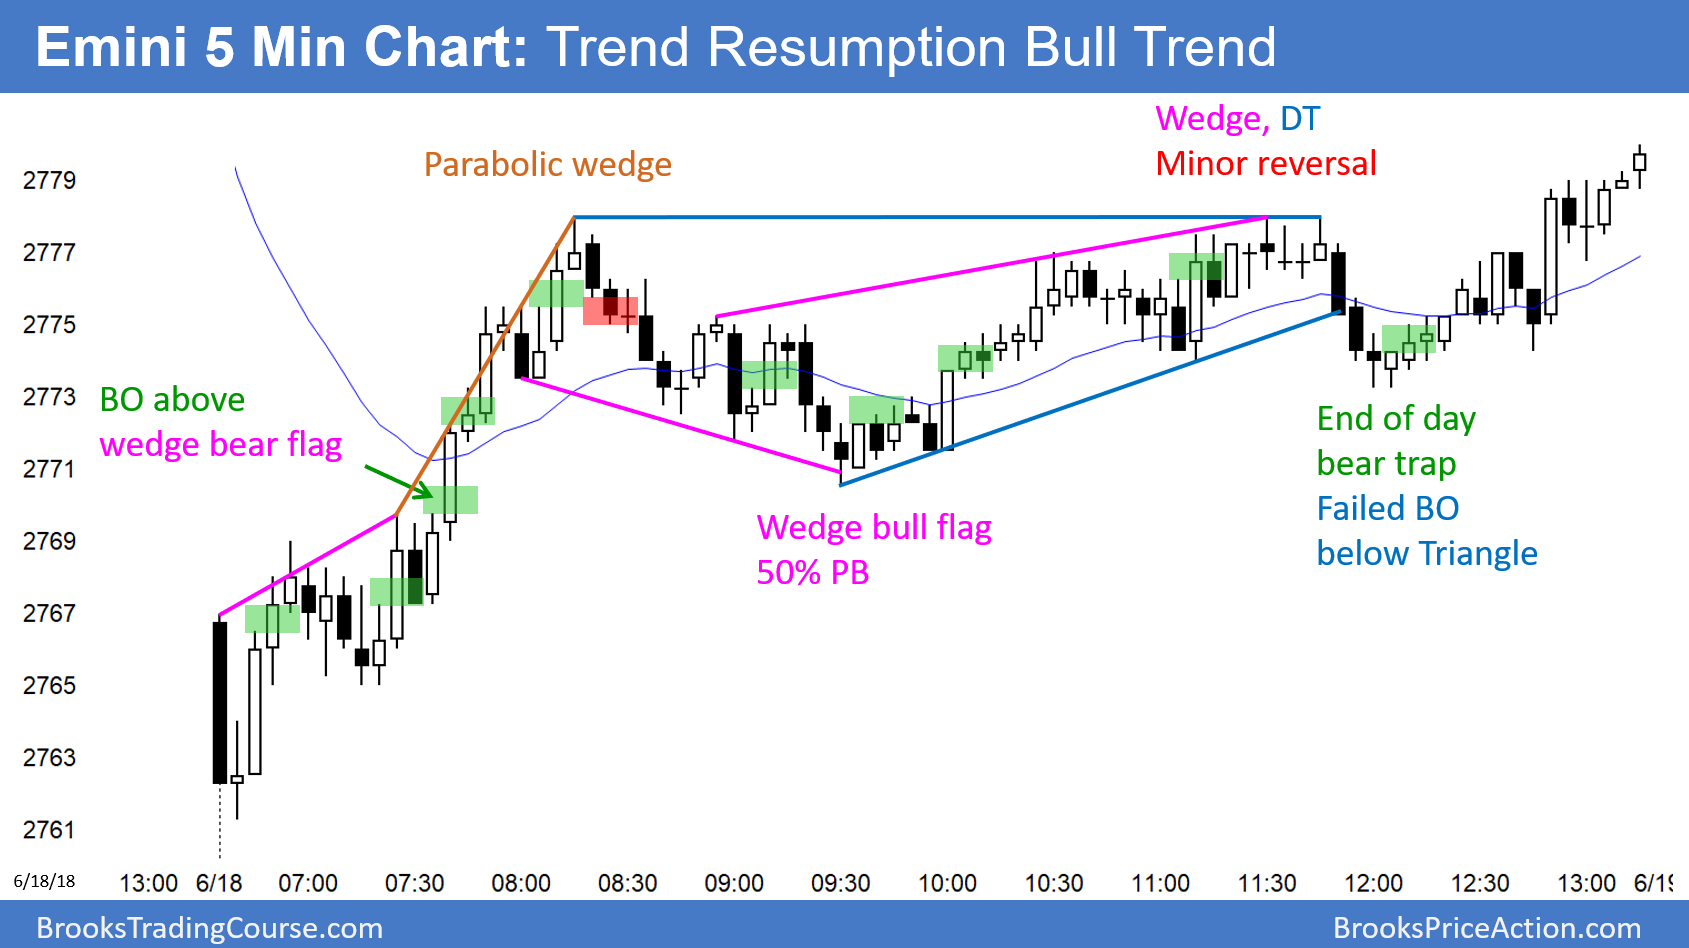 Emini 5 Min Chart: Trend Resumption Bull Trend
Wedge, DT
Minor reversal
Parabolic wedge
2779
2777
2775
2773
2771
2769
2767
2765
2763
2761
BO above
wedge bear flag
Wedge bull flag
50% PB
End of day
bear trap
Failed BO
below Triangle
6/18/18
13:00 6/18 07:00 07:30 08:00 08:30 09:00 09:30 10:00 10:30 11:00 11:30 12:00 12:30 13:00 6/19
BrooksTradingCourse.com
BrooksPriceAction.com